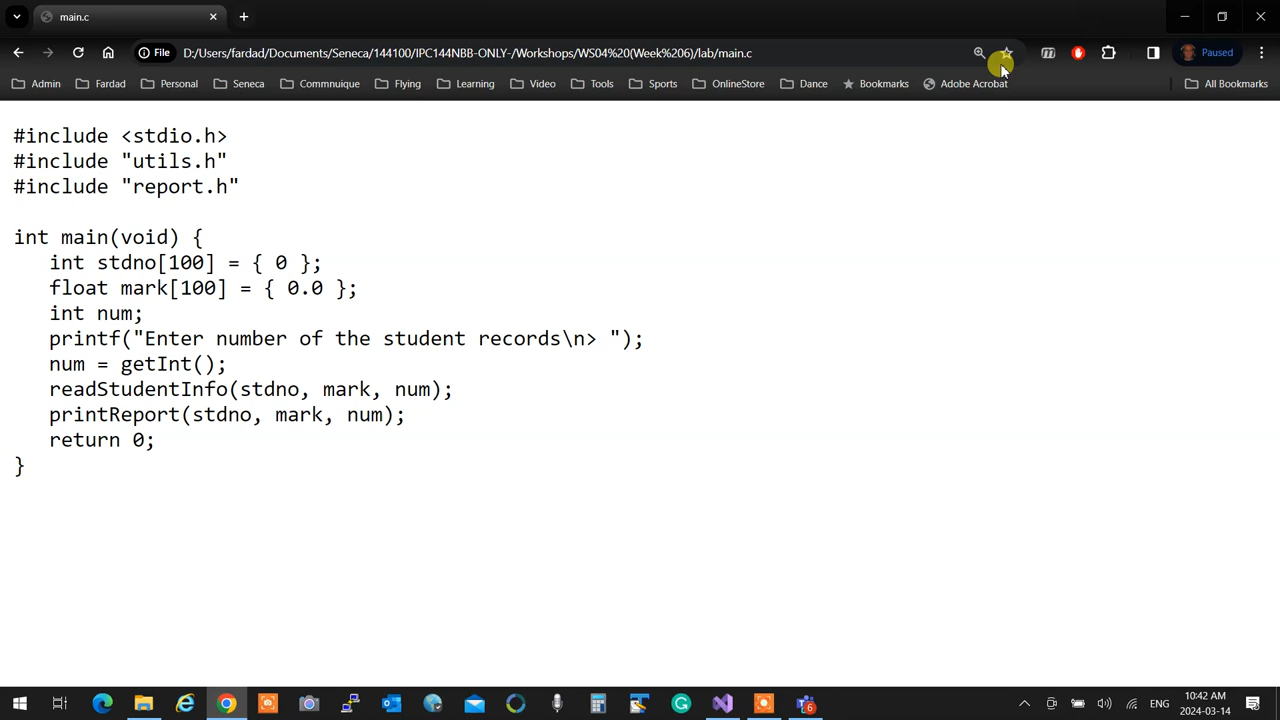 main.c
File
D:/Users/fardad/Documents/Seneca/144100/IPC144NBB-ONLY-/Workshops/WS04%20(Week%206)/lab/main.c
Paused
Admin Fardad Personal Seneca Commnuique Flying Learning Video Tools Sports OnlineStore Dance Bookmarks Adobe Acrobat All Bookmarks
#include <stdio.h>
#include "utils.h"
#include "report.h"
int main(void) {
int stdno[100] = { 0 };
float mark[100] = { 0.0 };
int num;
printf("Enter number of the student records\n> ");
num = getInt();
readStudentInfo(stdno, mark, num);
printReport(stdno, mark, num);
return 0;
}
6
ENG
10:42 AM
2024-03-14